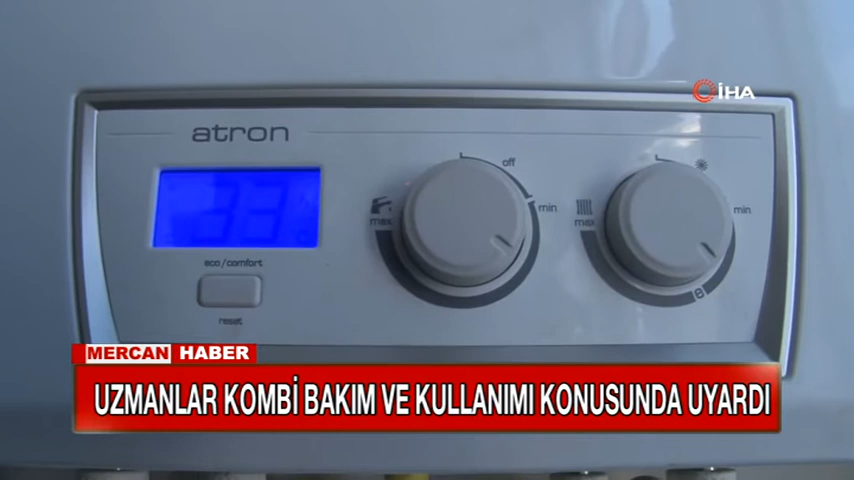 İHA
atron
off
min
max
min
max
33
eco/comfort
e
reset
MERCAN HABER
UZMANLAR KOMBİ BAKIM VE KULLANIMI KONUSUNDA UYARDI